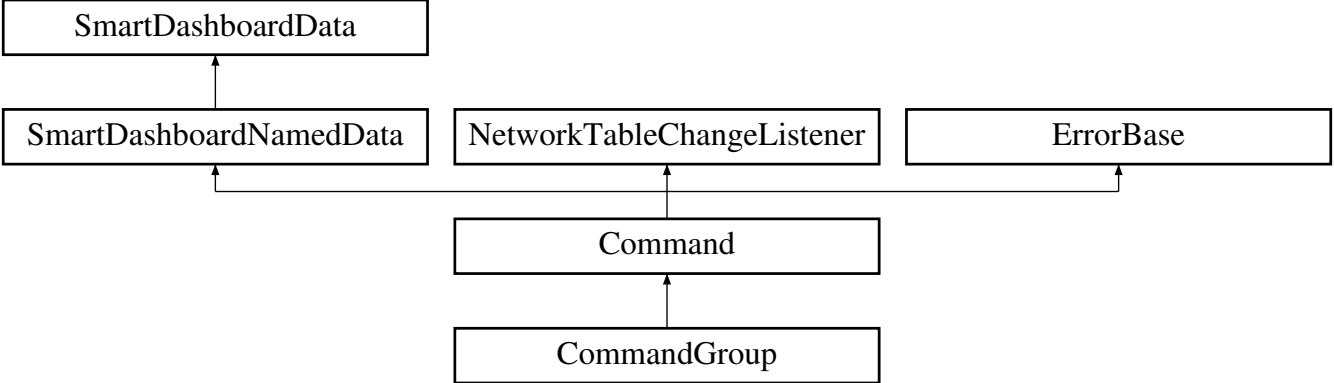 SmartDashboardData
SmartDashboardNamedData
NetworkTableChangeListener
ErrorBase
Command
CommandGroup